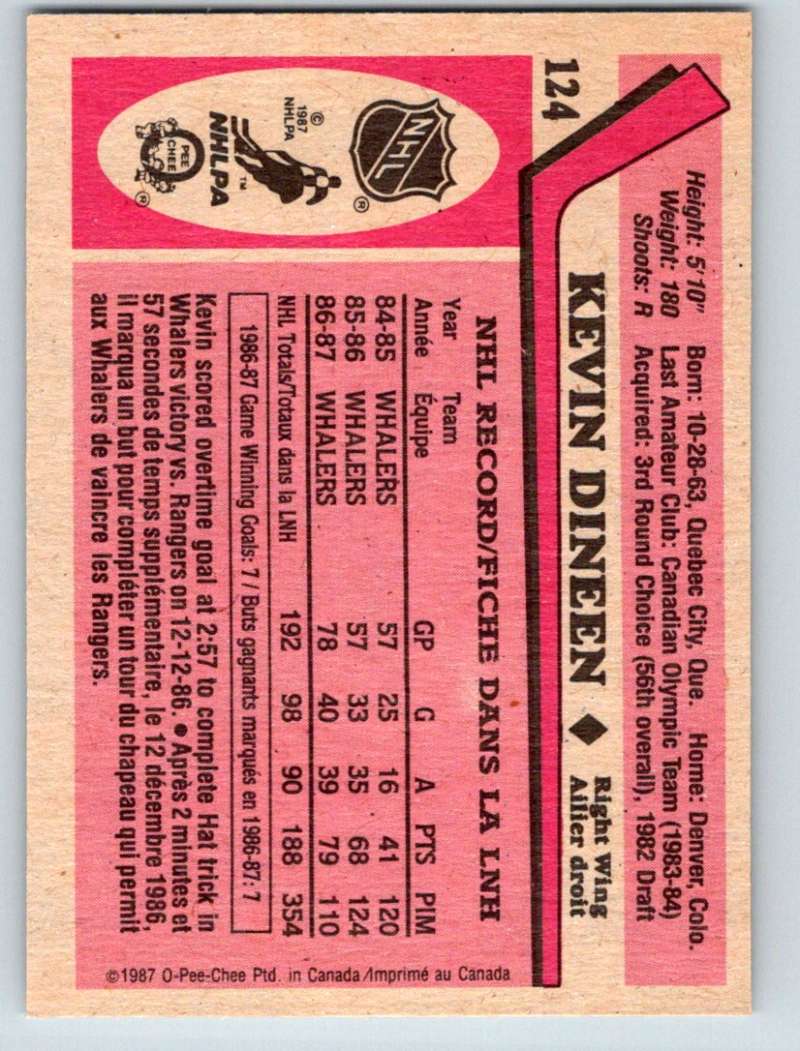 124
Height: 5'10" Born: 10-28-63, Quebec City, Que. Home: Denver, Colo.
Weight: 180 Last Amateur Club: Canadian Olympic Team (1983-84)
Shoots: R Acquired: 3rd Round Choice (56th overall), 1982 Draft
KEVIN DINEEN ◆ Right Wing
Ailier droit
NHL
®
© 1987 NHLPA
NHLPA
™
O
PEE
CHEE
®
NHL RECORD/FICHE DANS LA LNH
Year Team
Année Équipe GP G A PTS PIM
84-85 WHALERS 57 25 16 41 120
85-86 WHALERS 57 33 35 68 124
86-87 WHALERS 78 40 39 79 110
NHL Totals/Totaux dans la LNH 192 98 90 188 354
1986-87 Game Winning Goals: 7 / Buts gagnants marqués en 1986-87: 7
Kevin scored overtime goal at 2:57 to complete Hat trick in
Whalers victory vs. Rangers on 12-12-86. ● Après 2 minutes et
57 secondes de temps supplémentaire, le 12 décembre 1986,
il marqua un but pour compléter un tour du chapeau qui permit
aux Whalers de vaincre les Rangers.
©1987 O-Pee-Chee Ptd. in Canada/Imprimé au Canada